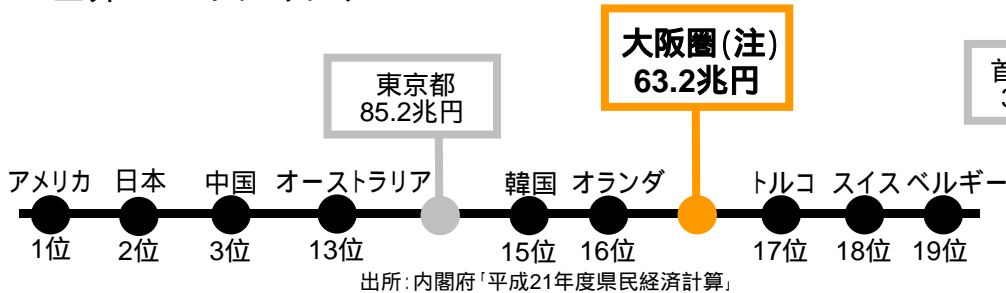 東京都
85.2兆円
大阪圏(注)
63.2兆円
アメリカ 日本 中国 オーストラリア 韓国 オランダ トルコ スイス ベルギー
1位 2位 3位 13位 15位 16位 17位 18位 19位
出所:内閣府「平成21年度県民経済計算」